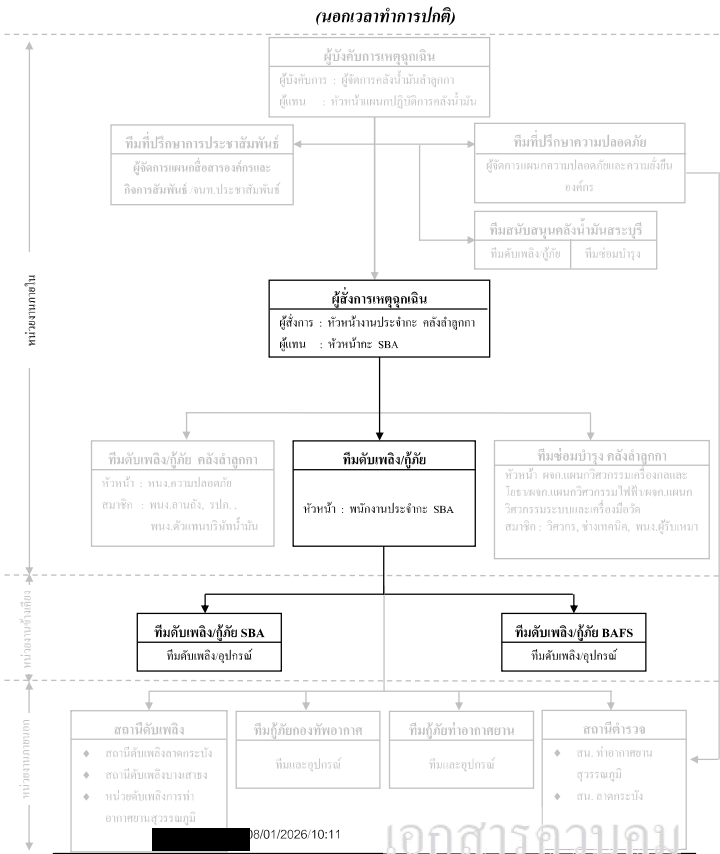 (นอกเวลาทำการปกติ)
ผู้บังคับการเหตุฉุกเฉิน
ผู้บังคับการ : ผู้จัดการคลังน้ำมันลำลูกกา
ผู้แทน : หัวหน้าแผนกปฏิบัติการคลังน้ำมัน
ทีมที่ปรึกษาการประชาสัมพันธ์
ผู้จัดการแผนกสื่อสารองค์กรและ
กิจการสัมพันธ์ /จนท.ประชาสัมพันธ์
ทีมที่ปรึกษาความปลอดภัย
ผู้จัดการแผนกความปลอดภัยและความยั่งยืน
องค์กร
ทีมสนับสนุนคลังน้ำมันสระบุรี
ทีมดับเพลิง/กู้ภัย ทีมซ่อมบำรุง
หน่วยงานภายใน
ผู้สั่งการเหตุฉุกเฉิน
ผู้สั่งการ : หัวหน้างานประจำกะ คลังลำลูกกา
ผู้แทน : หัวหน้ากะ SBA
ทีมดับเพลิง/กู้ภัย คลังลำลูกกา
หัวหน้า : หนง.ความปลอดภัย
สมาชิก : พนง.ลานถัง, รปภ. ,
พนง.ตัวแทนบริษัทน้ำมัน
ทีมดับเพลิง/กู้ภัย
หัวหน้า : พนักงานประจำกะ SBA
ทีมซ่อมบำรุง คลังลำลูกกา
หัวหน้า ผจก.แผนกวิศวกรรมเครื่องกลและ
โยธา/ผจก.แผนกวิศวกรรมไฟฟ้า/ผจก.แผนก
วิศวกรรมระบบและเครื่องมือวัด
สมาชิก : วิศวกร, ช่างเทคนิค, พนง.ผู้รับเหมา
หน่วยงานข้างเคียง
ทีมดับเพลิง/กู้ภัย SBA
ทีมดับเพลิง/อุปกรณ์
ทีมดับเพลิง/กู้ภัย BAFS
ทีมดับเพลิง/อุปกรณ์
หน่วยงานภายนอก
สถานีดับเพลิง
♦ สถานีดับเพลิงลาดกระบัง
♦ สถานีดับเพลิงบางเสาธง
♦ หน่วยดับเพลิงการท่า
อากาศยานสุวรรณภูมิ
ทีมกู้ภัยกองทัพอากาศ
ทีมและอุปกรณ์
ทีมกู้ภัยท่าอากาศยาน
ทีมและอุปกรณ์
สถานีตำรวจ
♦ สน. ท่าอากาศยาน
สุวรรณภูมิ
♦ สน. ลาดกระบัง
08/01/2026/10:11
เอกสารควบคุม